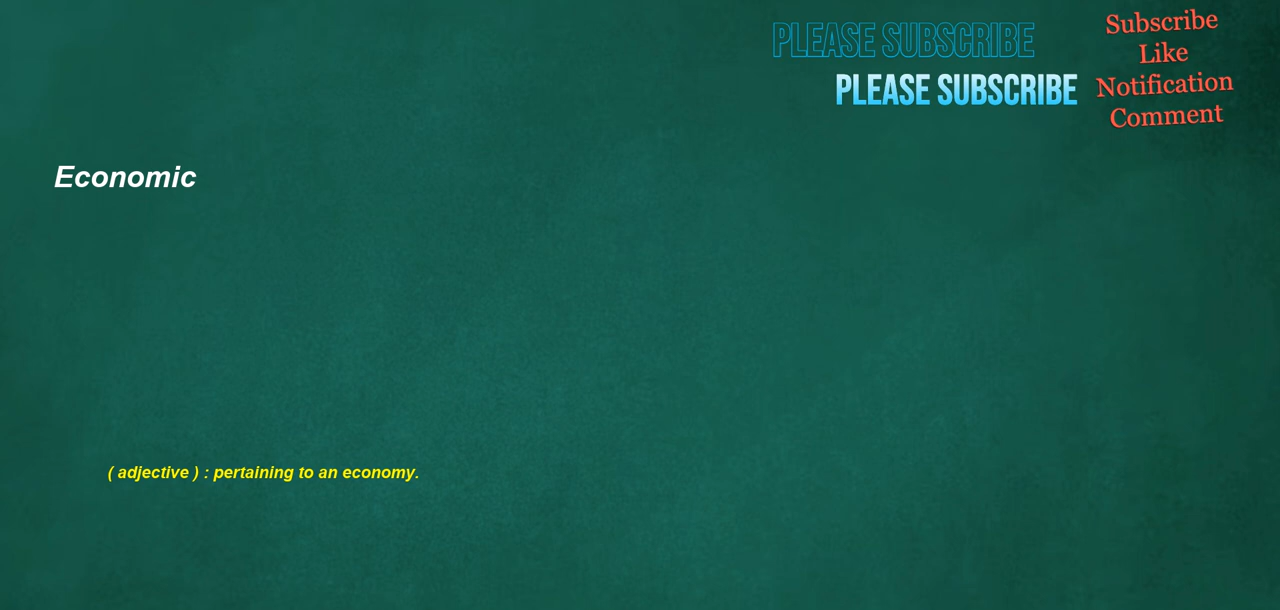 PLEASE SUBSCRIBE
PLEASE SUBSCRIBE
Subscribe
Like
Notification
Comment
Economic
( adjective ) : pertaining to an economy.